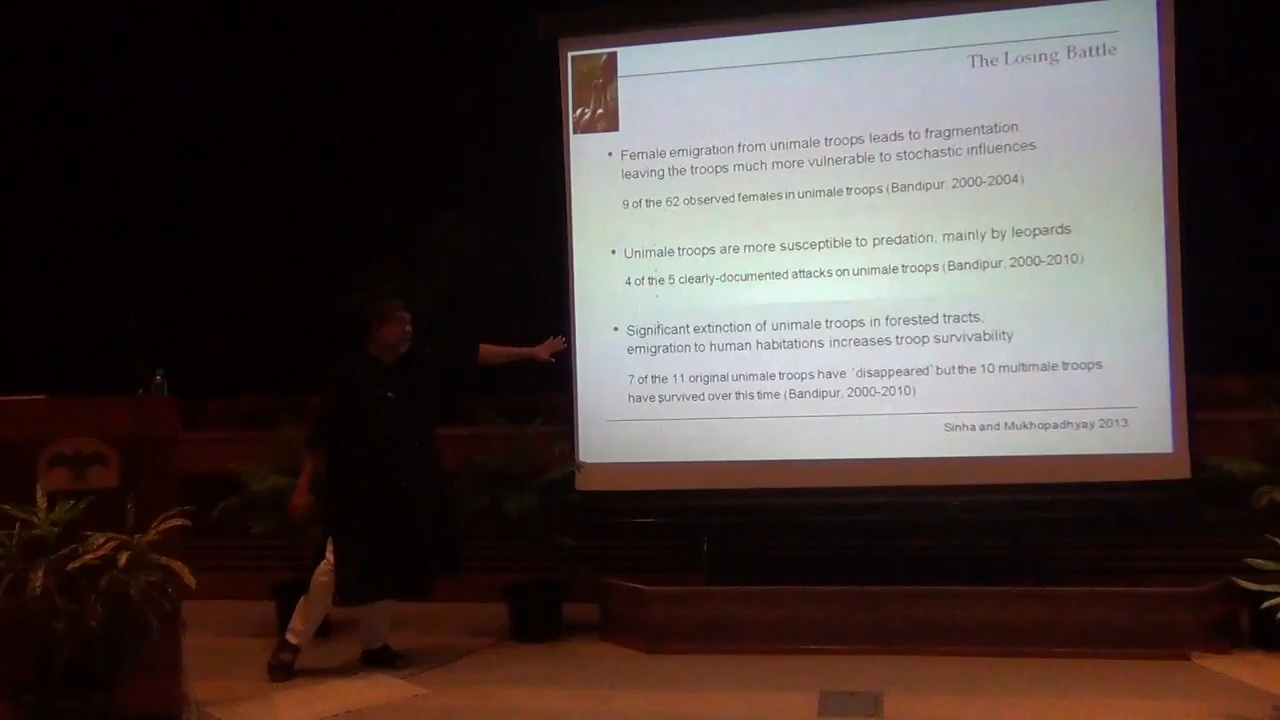 The Losing Battle
• Female emigration from unimale troops leads to fragmentation,
leaving the troops much more vulnerable to stochastic influences
9 of the 62 observed females in unimale troops (Bandipur, 2000-2004)
• Unimale troops are more susceptible to predation, mainly by leopards
4 of the 5 clearly-documented attacks on unimale troops (Bandipur, 2000-2010)
• Significant extinction of unimale troops in forested tracts,
emigration to human habitations increases troop survivability
7 of the 11 original unimale troops have 'disappeared' but the 10 multimale troops
have survived over this time (Bandipur, 2000-2010)
Sinha and Mukhopadhyay 2013